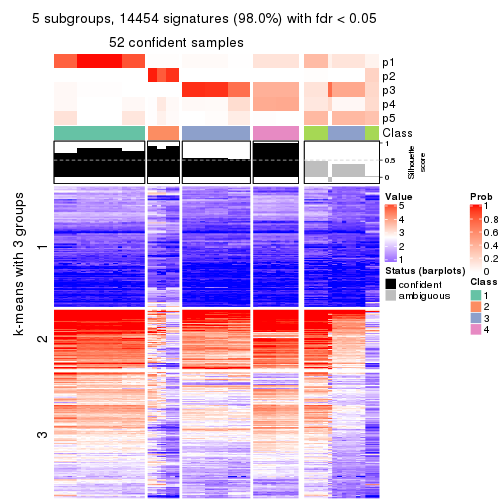 5 subgroups, 14454 signatures (98.0%) with fdr < 0.05
52 confident samples
p1
p2
p3
p4
p5
Class
1
0.5
0
Silhouette
score
k-means with 3 groups
1
2
3
Value
5
4
3
2
1
Status (barplots)
confident
ambiguous
Prob
1
0.8
0.6
0.4
0.2
0
Class
1
2
3
4